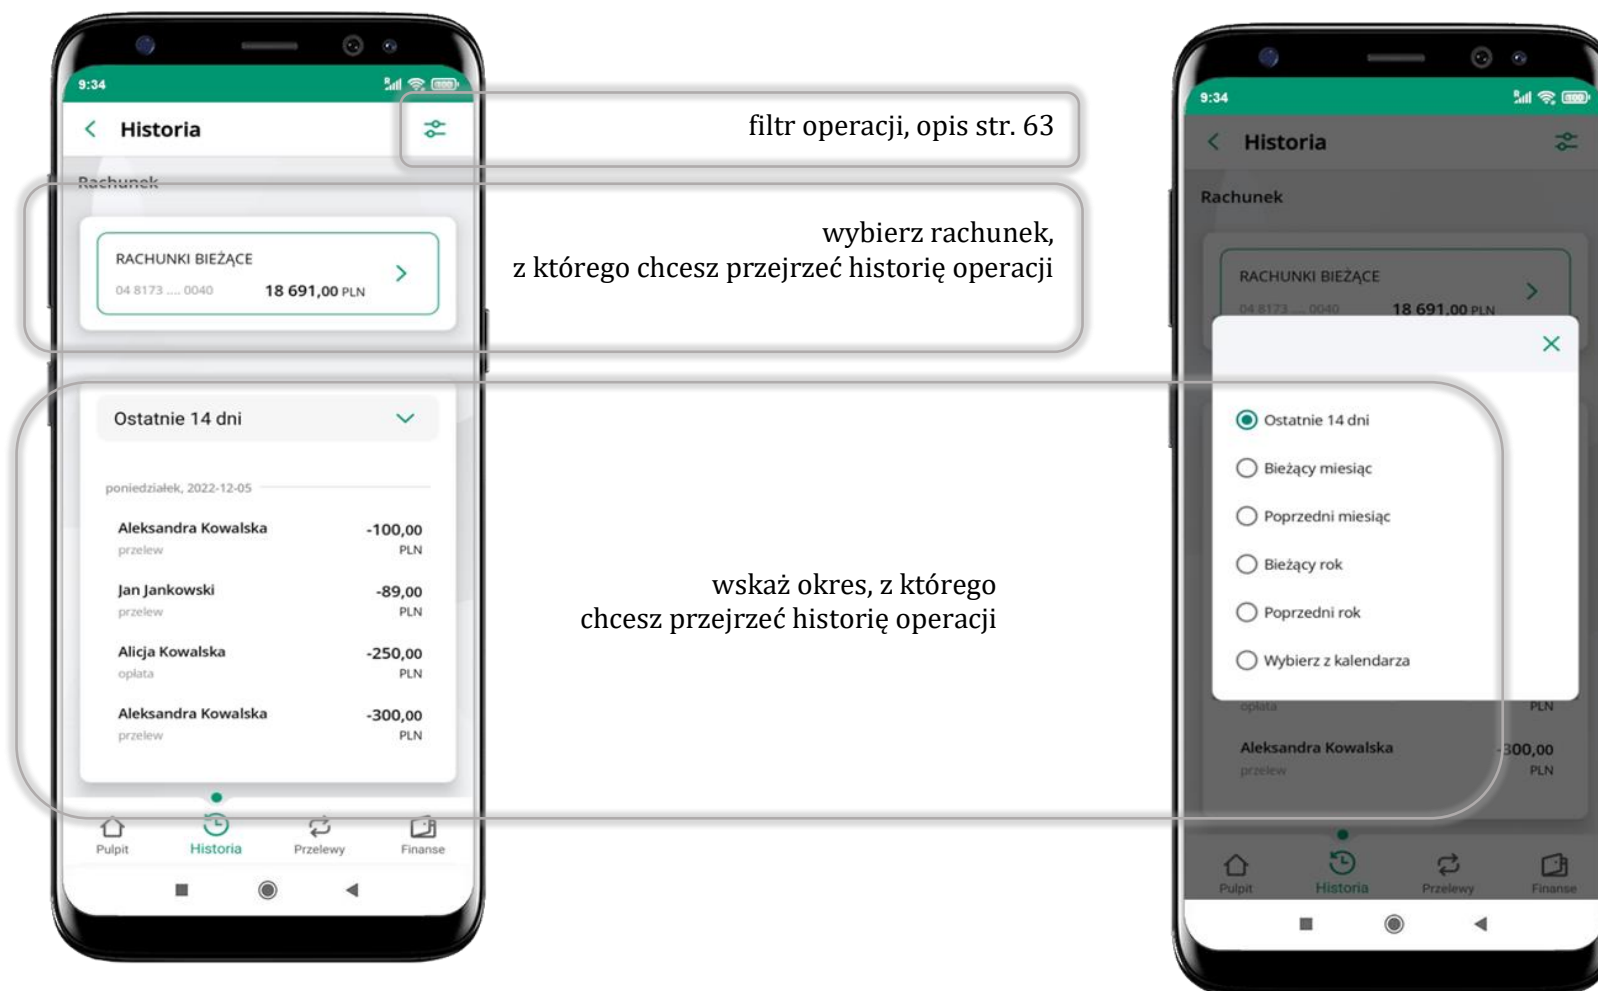 9:34
Historia
Rachunek
RACHUNKI BIEŻĄCE
04 8173 .... 0040 18 691,00 PLN
Ostatnie 14 dni
poniedziałek, 2022-12-05
Aleksandra Kowalska -100,00
przelew PLN
Jan Jankowski -89,00
przelew PLN
Alicja Kowalska -250,00
opłata PLN
Aleksandra Kowalska -300,00
przelew PLN
Pulpit Historia Przelewy Finanse
filtr operacji, opis str. 63
wybierz rachunek,
z którego chcesz przejrzeć historię operacji
wskaż okres, z którego
chcesz przejrzeć historię operacji
9:34
Historia
Rachunek
RACHUNKI BIEŻĄCE
04 8173 .... 0040 18 691,00 PLN
Ostatnie 14 dni
Bieżący miesiąc
Poprzedni miesiąc
Bieżący rok
Poprzedni rok
Wybierz z kalendarza
opłata PLN
Aleksandra Kowalska -300,00
przelew PLN
Pulpit Historia Przelewy Finanse